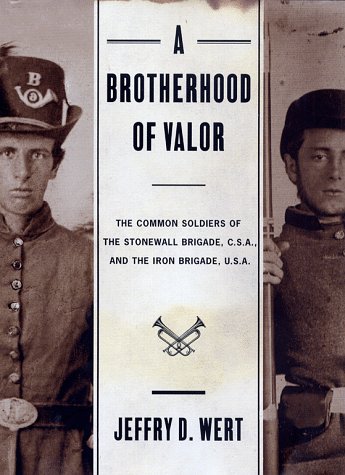 A
BROTHERHOOD
OF VALOR
THE COMMON SOLDIERS OF
THE STONEWALL BRIGADE, C.S.A.,
AND THE IRON BRIGADE, U.S.A.
JEFFRY D. WERT
B